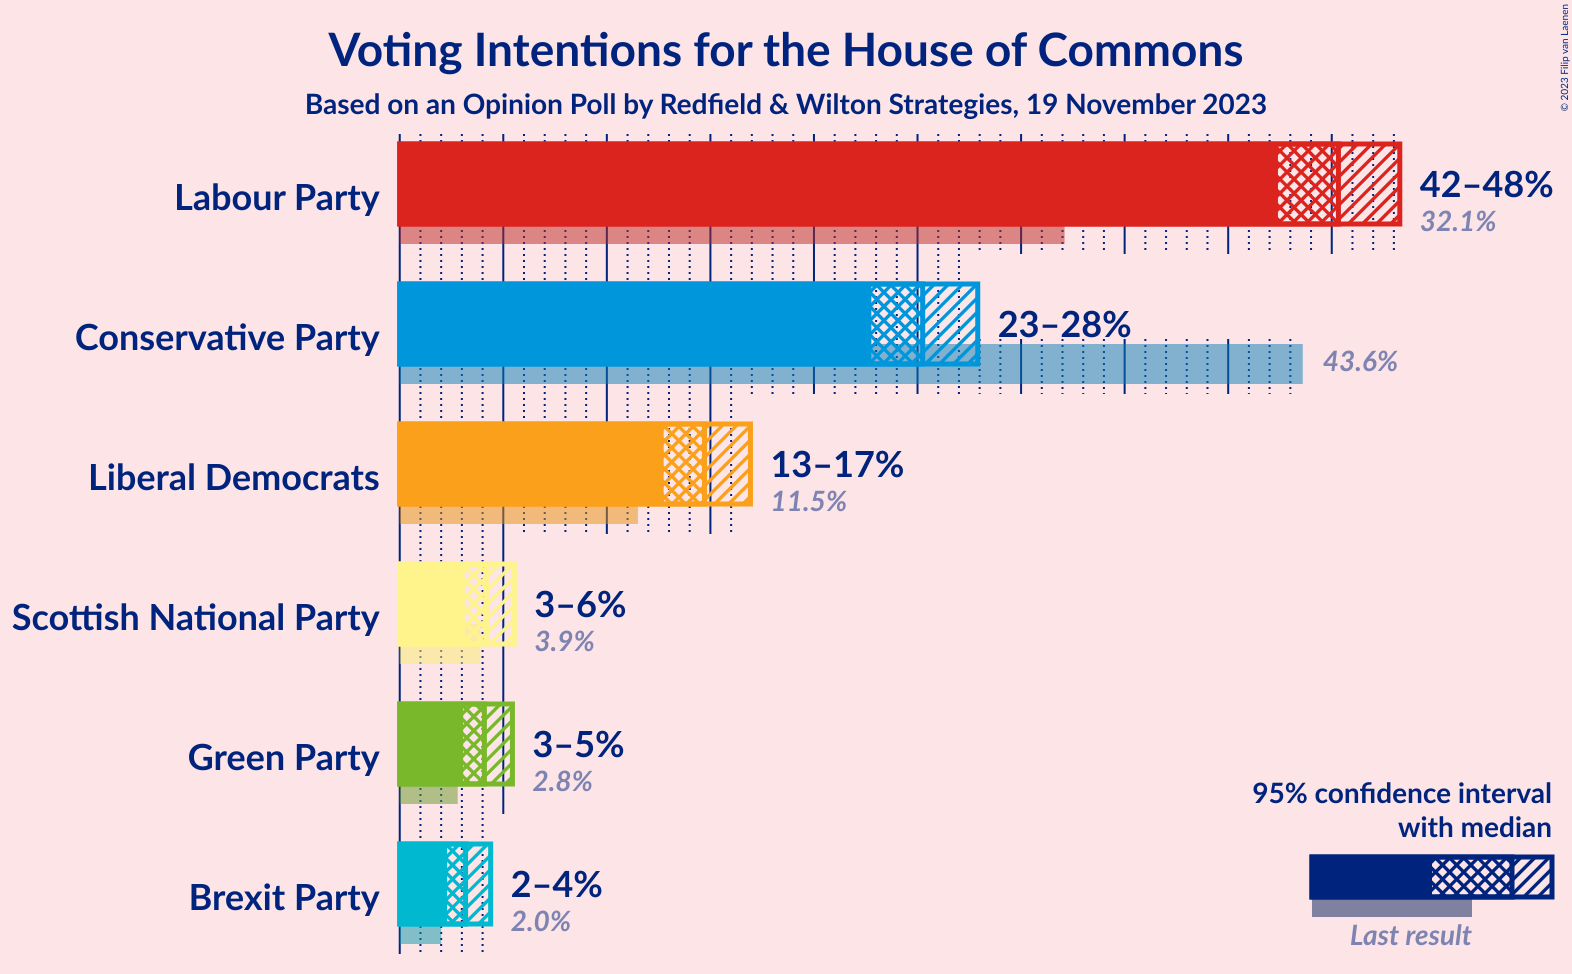 Voting Intentions for the House of Commons
Based on an Opinion Poll by Redfield & Wilton Strategies, 19 November 2023
© 2023 Filip van Laenen
Labour Party
42–48%
32.1%
Conservative Party
23–28%
43.6%
Liberal Democrats
13–17%
11.5%
Scottish National Party
3–6%
3.9%
Green Party
3–5%
2.8%
Brexit Party
2–4%
2.0%
95% confidence interval
with median
Last result